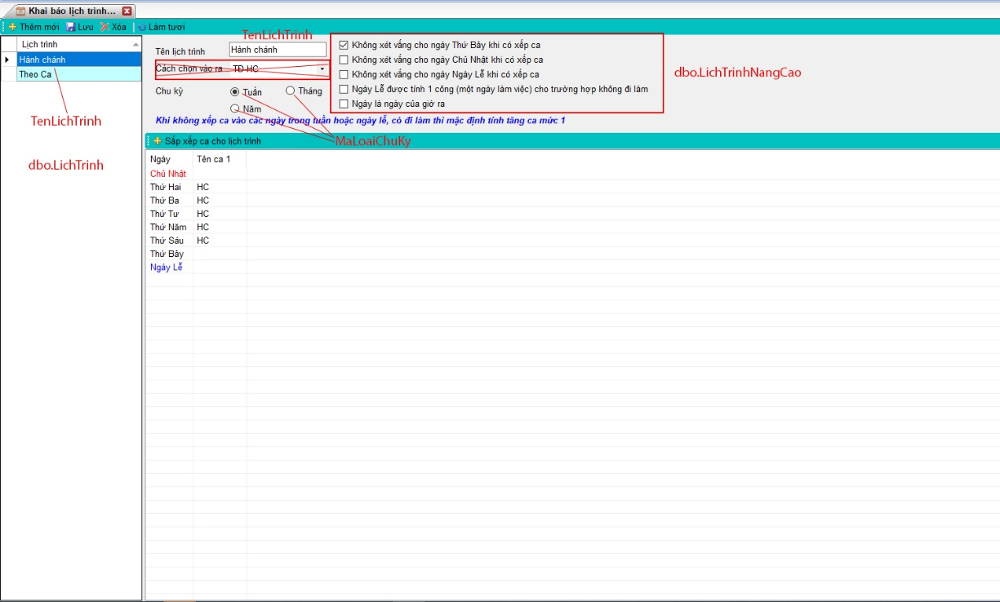 Khai báo lịch trình...
Thêm mới Lưu Xóa Làm tươi
Lịch trình
Hành chánh
Theo Ca
TenLichTrinh
dbo.LichTrinh
TenLichTrinh
Tên lịch trình Hành chánh
Cách chọn vào ra TĐ HC
Chu kỳ Tuần Tháng
Năm
Không xét vắng cho ngày Thứ Bảy khi có xếp ca
Không xét vắng cho ngày Chủ Nhật khi có xếp ca
Không xét vắng cho ngày Ngày Lễ khi có xếp ca
Ngày Lễ được tính 1 công (một ngày làm việc) cho trường hợp không đi làm
Ngày là ngày của giờ ra
dbo.LichTrinhNangCao
Khi không xếp ca vào các ngày trong tuần hoặc ngày lễ, có đi làm thì mặc định tính tăng ca mức 1
MaLoaiChuKy
Sắp xếp ca cho lịch trình
Ngày Tên ca 1
Chủ Nhật
Thứ Hai HC
Thứ Ba HC
Thứ Tư HC
Thứ Năm HC
Thứ Sáu HC
Thứ Bảy
Ngày Lễ